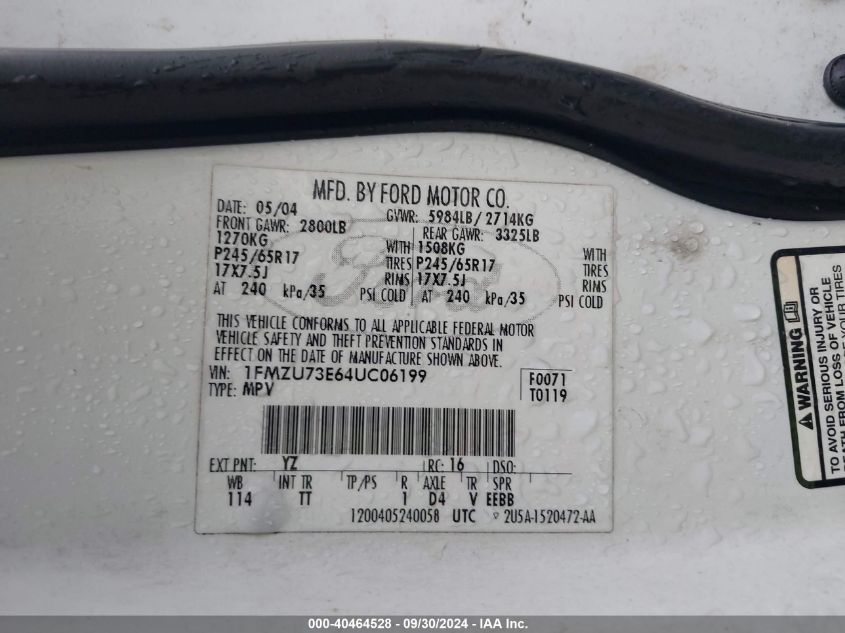 MFD. BY FORD MOTOR CO.
DATE: 05/04 GVWR: 5984LB/2714KG
FRONT GAWR: 2800LB REAR GAWR: 3325LB
1270KG WITH 1508KG WITH
P245/65R17 TIRES P245/65R17 TIRES
17X7.5J RIMS 17X7.5J RIMS
AT 240 kPa/35 PSI COLD AT 240 kPa/35 PSI COLD
Ford
THIS VEHICLE CONFORMS TO ALL APPLICABLE FEDERAL MOTOR
VEHICLE SAFETY AND THEFT PREVENTION STANDARDS IN
EFFECT ON THE DATE OF MANUFACTURE SHOWN ABOVE.
VIN: 1FMZU73E64UC06199 F0071
TYPE: MPV T0119
EXT PNT: YZ RC: 16 DSO:
WB INT TR TP/PS R AXLE TR SPR
114 TT 1 D4 V EEBB
1200405240058 UTC 2U5A-1520472-AA
WARNING
TO AVOID SERIOUS INJURY OR
DEATH FROM LOSS OF VEHICLE
000-40464528 - 09/30/2024 - IAA Inc.